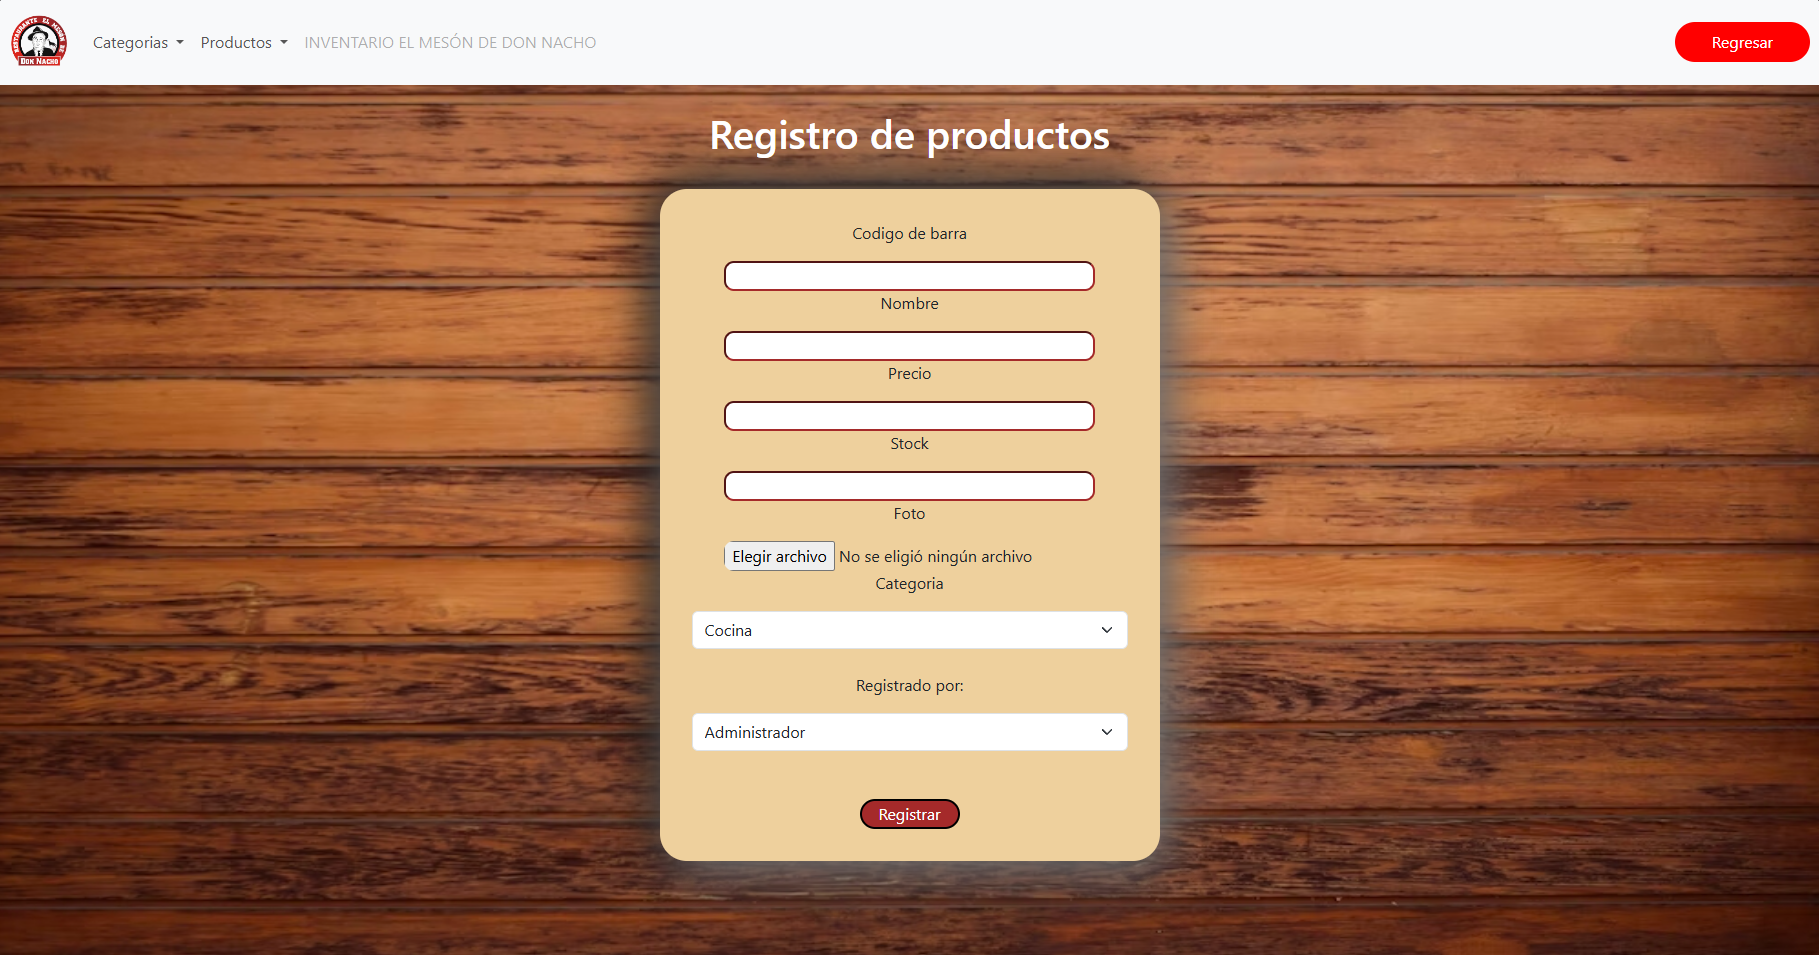 RESTAURANTE EL MESÓN DE
DON NACHO
Categorias
Productos
INVENTARIO EL MESÓN DE DON NACHO
Regresar
Registro de productos
Codigo de barra
Nombre
Precio
Stock
Foto
Elegir archivo No se eligió ningún archivo
Categoria
Cocina
Registrado por:
Administrador
Registrar